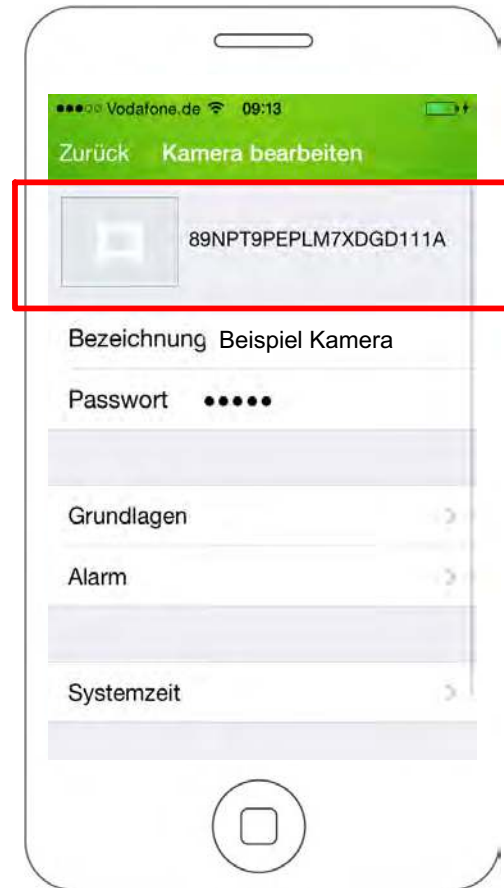 Vodafone.de 09:13
Zurück Kamera bearbeiten
89NPT9PEPLM7XDGD111A
Bezeichnung Beispiel Kamera
Passwort •••••
Grundlagen
Alarm
Systemzeit